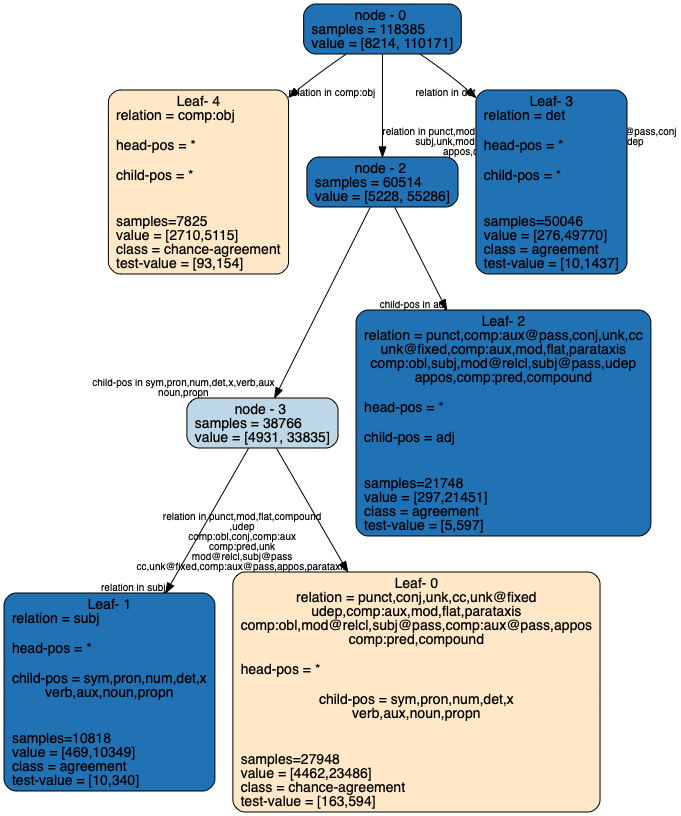 node - 0
samples = 118385
value = [8214, 110171]
relation in comp:obj
relation in det
Leaf- 4
relation = comp:obj
head-pos = *
child-pos = *
samples=7825
value = [2710,5115]
class = chance-agreement
test-value = [93,154]
relation in punct,mod
subj,unk,mod
appos,
@pass,conj
udep
node - 2
samples = 60514
value = [5228, 55286]
Leaf- 3
relation = det
head-pos = *
child-pos = *
samples=50046
value = [276,49770]
class = agreement
test-value = [10,1437]
child-pos in adj
Leaf- 2
relation = punct,comp:aux@pass,conj,unk,cc
unk@fixed,comp:aux,mod,flat,parataxis
comp:obl,subj,mod@relcl,subj@pass,udep
appos,comp:pred,compound
head-pos = *
child-pos = adj
samples=21748
value = [297,21451]
class = agreement
test-value = [5,597]
child-pos in sym,pron,num,det,x,verb,aux
noun,propn
node - 3
samples = 38766
value = [4931, 33835]
relation in punct,mod,flat,compound
,udep
comp:obl,conj,comp:aux
comp:pred,unk
mod@relcl,subj@pass
cc,unk@fixed,comp:aux@pass,appos,parataxis
relation in subj
Leaf- 1
relation = subj
head-pos = *
child-pos = sym,pron,num,det,x
verb,aux,noun,propn
samples=10818
value = [469,10349]
class = agreement
test-value = [10,340]
Leaf- 0
relation = punct,conj,unk,cc,unk@fixed
udep,comp:aux,mod,flat,parataxis
comp:obl,mod@relcl,subj@pass,comp:aux@pass,appos
comp:pred,compound
head-pos = *
child-pos = sym,pron,num,det,x
verb,aux,noun,propn
samples=27948
value = [4462,23486]
class = chance-agreement
test-value = [163,594]